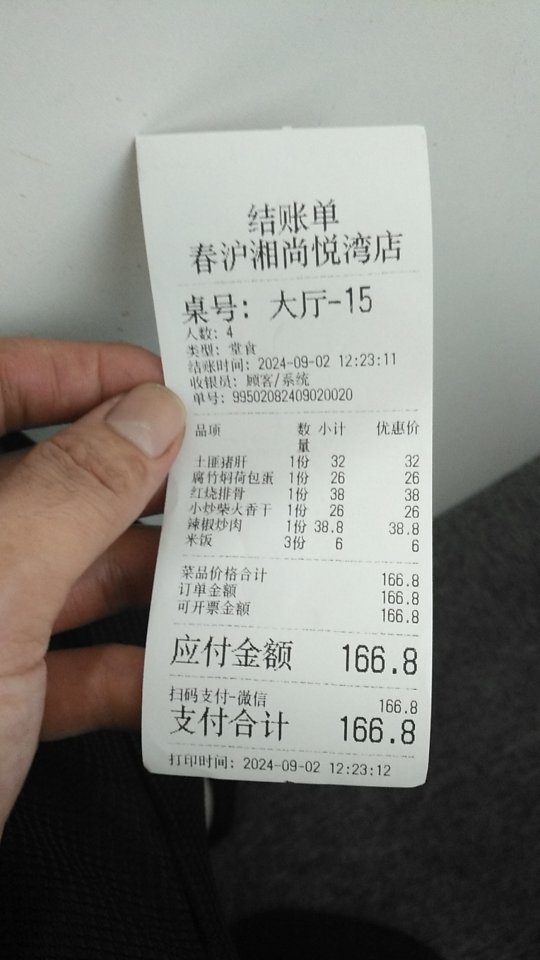 结账单
春沪湘尚悦湾店
桌号: 大厅-15
人数: 4
类型: 堂食
结账时间: 2024-09-02 12:23:11
收银员: 顾客/系统
单号: 99502082409020020
品项 数量 小计 优惠价
土匪猪肝 1份 32 32
腐竹焖荷包蛋 1份 26 26
红烧排骨 1份 38 38
小炒柴火香干 1份 26 26
辣椒炒肉 1份 38.8 38.8
米饭 3份 6 6
菜品价格合计 166.8
订单金额 166.8
可开票金额 166.8
应付金额 166.8
扫码支付-微信 166.8
支付合计 166.8
打印时间: 2024-09-02 12:23:12